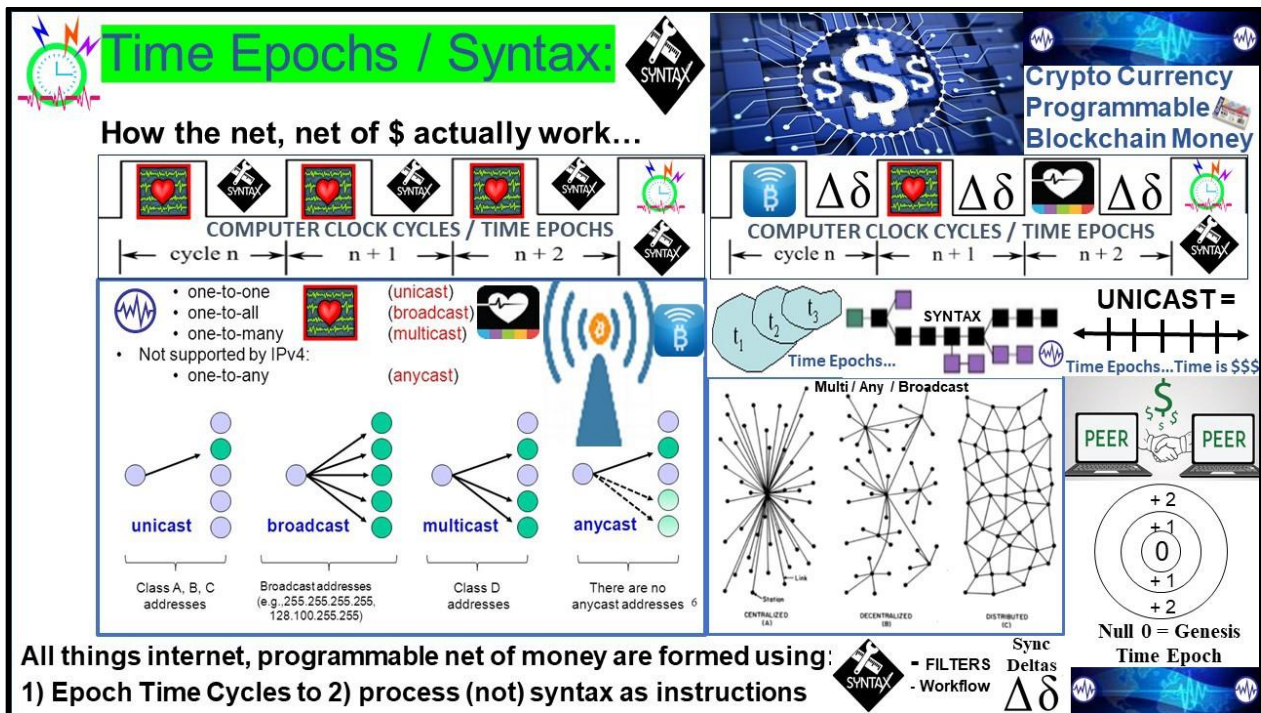 Time Epochs / Syntax:
SYNTAX
How the net, net of $ actually work…
$ $ $
Crypto Currency
Programmable
Blockchain Money
SYNTAX
SYNTAX
SYNTAX
COMPUTER CLOCK CYCLES / TIME EPOCHS
cycle n
n + 1
n + 2
SYNTAX
Δδ
Δδ
Δδ
COMPUTER CLOCK CYCLES / TIME EPOCHS
cycle n
n + 1
n + 2
SYNTAX
• one-to-one (unicast)
• one-to-all (broadcast)
• one-to-many (multicast)
• Not supported by IPv4:
• one-to-any (anycast)
unicast
broadcast
multicast
anycast
Class A, B, C
addresses
Broadcast addresses
(e.g.,255.255.255.255,
128.100.255.255)
Class D
addresses
There are no
anycast addresses 6
t1
t2
t3
SYNTAX
Time Epochs...
UNICAST =
Time Epochs...Time is $$$
Multi / Any / Broadcast
Link
Station
CENTRALIZED
(A)
DECENTRALIZED
(B)
DISTRIBUTED
(C)
$
$ $
$
PEER
PEER
+ 2
+ 1
0
+ 1
+ 2
Null 0 = Genesis
Time Epoch
All things internet, programmable net of money are formed using:
1) Epoch Time Cycles to 2) process (not) syntax as instructions
SYNTAX
- FILTERS
- Workflow
Sync
Deltas
Δδ